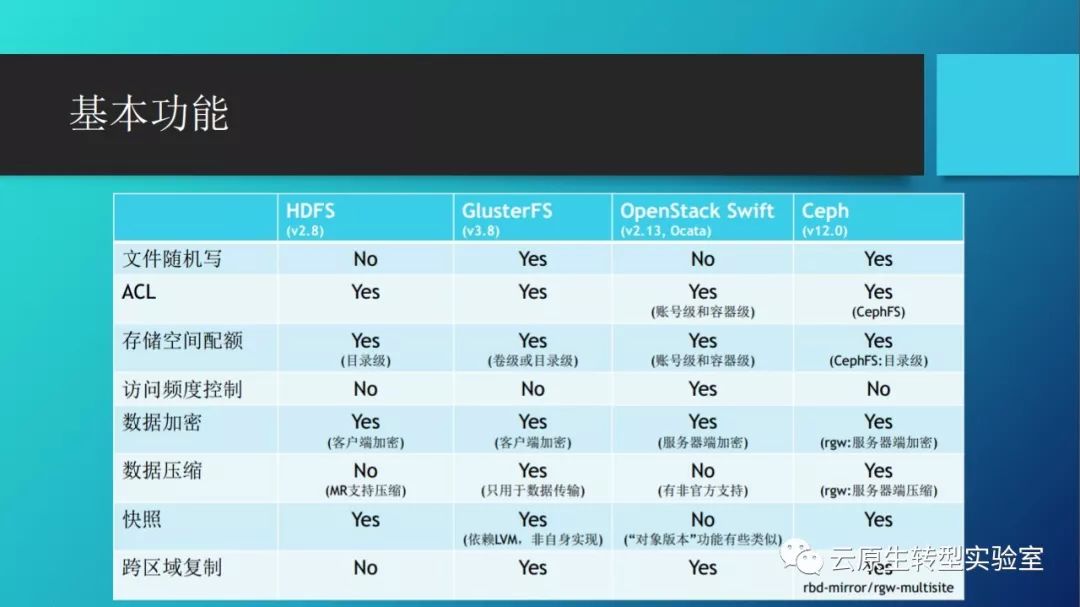 基本功能
HDFS GlusterFS OpenStack Swift Ceph
(v2.8) (v3.8) (v2.13, Ocata) (v12.0)
文件随机写 No Yes No Yes
ACL Yes Yes Yes Yes
(账号级和容器级) (CephFS)
存储空间配额 Yes Yes Yes Yes
(目录级) (卷级或目录级) (账号级和容器级) (CephFS:目录级)
访问频度控制 No No Yes No
数据加密 Yes Yes Yes Yes
(客户端加密) (客户端加密) (服务器端加密) (rgw:服务器端加密)
数据压缩 No Yes No Yes
(MR支持压缩) (只用于数据传输) (有非官方支持) (rgw:服务器端压缩)
快照 Yes Yes No Yes
(依赖LVM，非自身实现) (“对象版本”功能有些类似)
跨区域复制 No Yes Yes Yes
rbd-mirror/rgw-multisite
云原生转型实验室